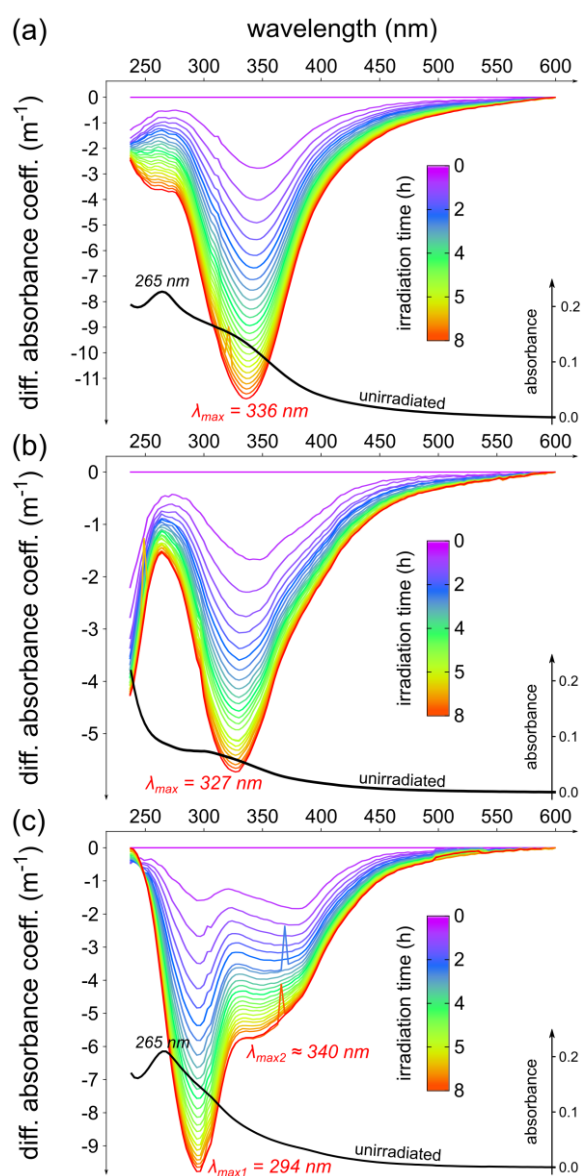 (a)
wavelength (nm)
250 300 350 400 450 500 550 600
diff. absorbance coeff. (m⁻¹)
0
-1
-2
-3
-4
-5
-6
-7
-8
-9
-10
-11
irradiation time (h)
0
2
5
8
absorbance
0.2
0.1
0.0
265 nm
unirradiated
λmax = 336 nm
(b)
250 300 350 400 450 500 550 600
diff. absorbance coeff. (m⁻¹)
0
-1
-2
-3
-4
-5
irradiation time (h)
0
2
5
8
absorbance
0.2
0.1
0.0
unirradiated
λmax = 327 nm
(c)
250 300 350 400 450 500 550 600
diff. absorbance coeff. (m⁻¹)
0
-1
-2
-3
-4
-5
-6
-7
-8
-9
irradiation time (h)
0
2
5
8
absorbance
0.2
0.1
0.0
265 nm
λmax2 ≈ 340 nm
unirradiated
λmax1 = 294 nm